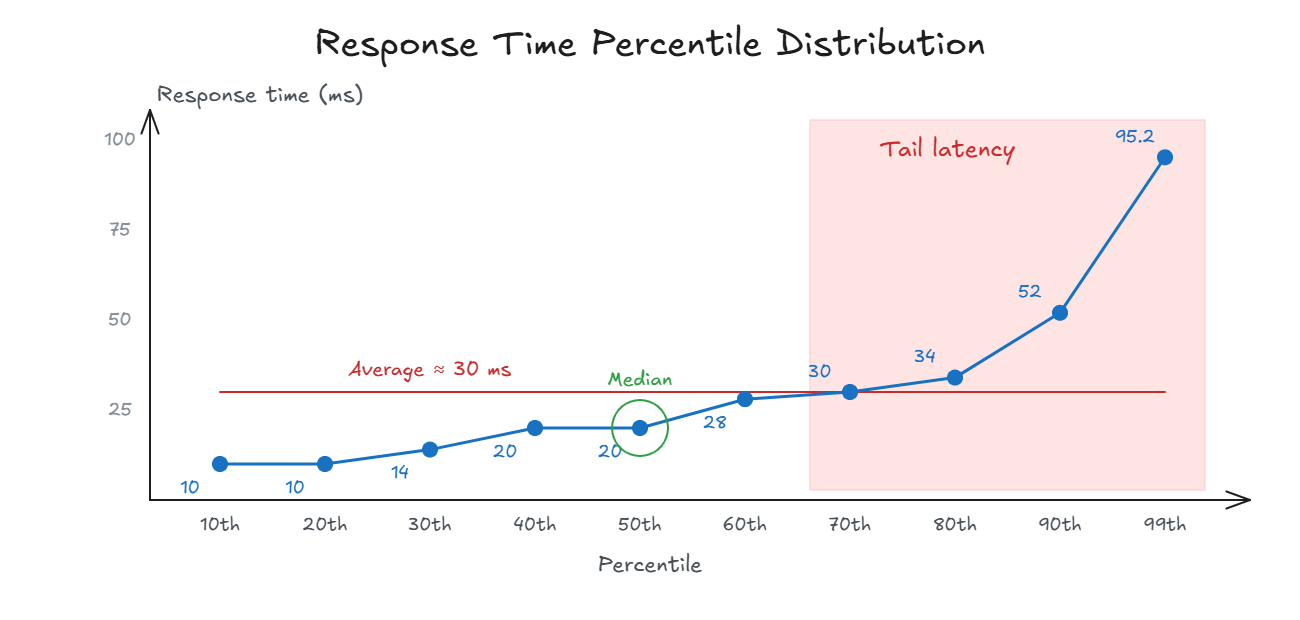 Response Time Percentile Distribution
Response time (ms)
100
75
50
25
Tail latency
Average ≈ 30 ms
Median
10
10
14
20
20
28
30
34
52
95.2
10th 20th 30th 40th 50th 60th 70th 80th 90th 99th
Percentile